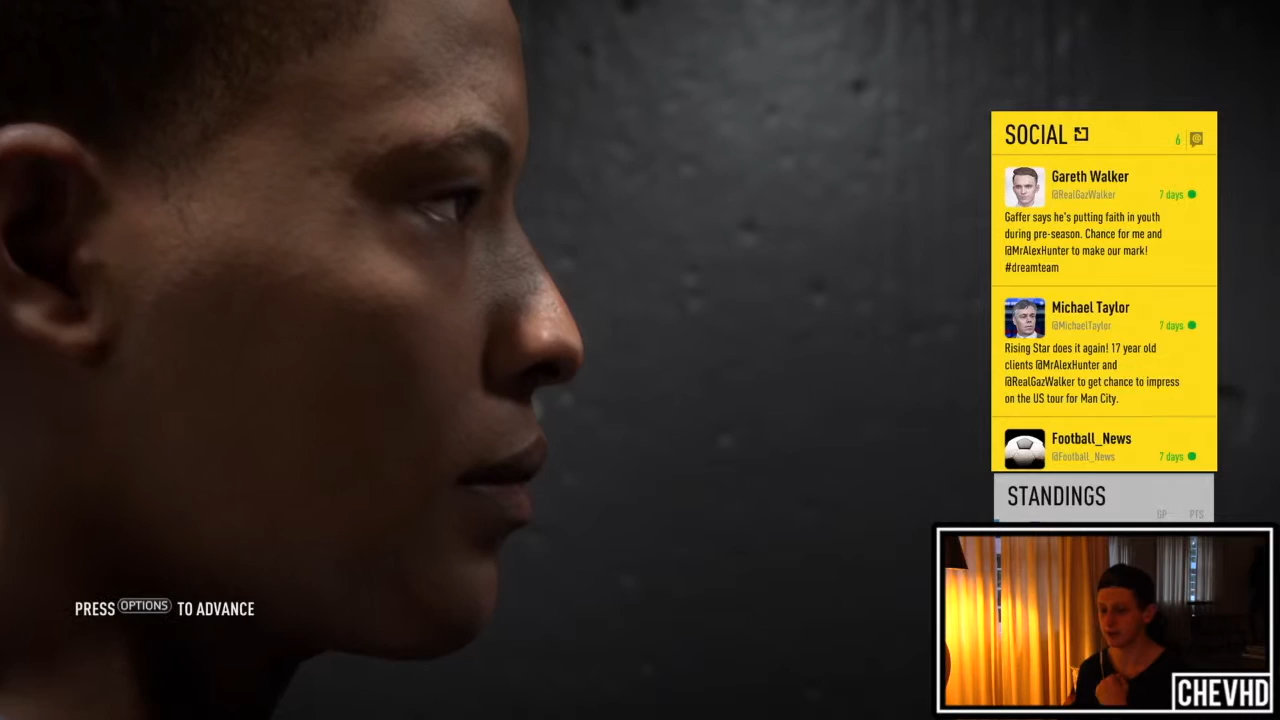 SOCIAL
6
Gareth Walker
@RealGazWalker 7 days
Gaffer says he's putting faith in youth
during pre-season. Chance for me and
@MrAlexHunter to make our mark!
#dreamteam
Michael Taylor
@MichaelTaylor 7 days
Rising Star does it again! 17 year old
clients @MrAlexHunter and
@RealGazWalker to get chance to impress
on the US tour for Man City.
Football_News
@Football_News 7 days
STANDINGS
GP PTS
PRESS OPTIONS TO ADVANCE
CHEVHD